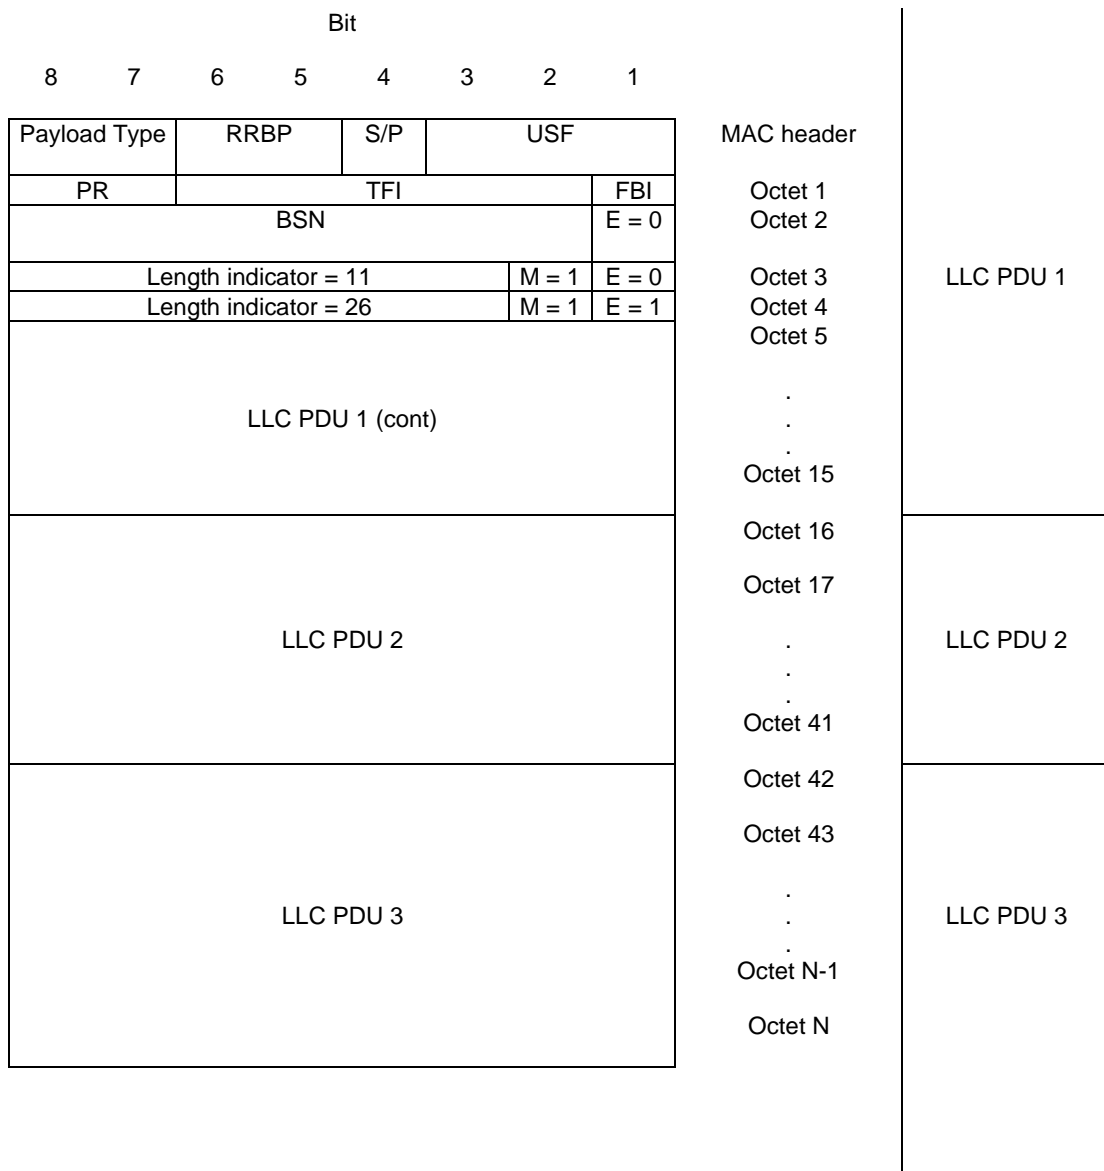 Bit
8 7 6 5 4 3 2 1
Payload Type RRBP S/P USF MAC header
PR TFI FBI Octet 1
BSN E = 0 Octet 2
Length indicator = 11 M = 1 E = 0 Octet 3 LLC PDU 1
Length indicator = 26 M = 1 E = 1 Octet 4
Octet 5
.
LLC PDU 1 (cont) .
.
Octet 15
Octet 16
Octet 17
LLC PDU 2 . LLC PDU 2
.
.
Octet 41
Octet 42
Octet 43
.
LLC PDU 3 . LLC PDU 3
.
Octet N-1
Octet N